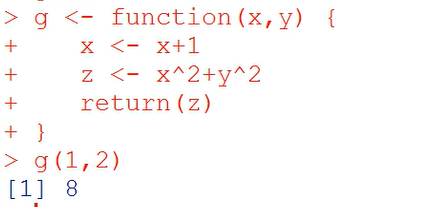 > g <- function(x,y) {
+     x <- x+1
+     z <- x^2+y^2
+     return(z)
+ }
> g(1,2)
[1] 8